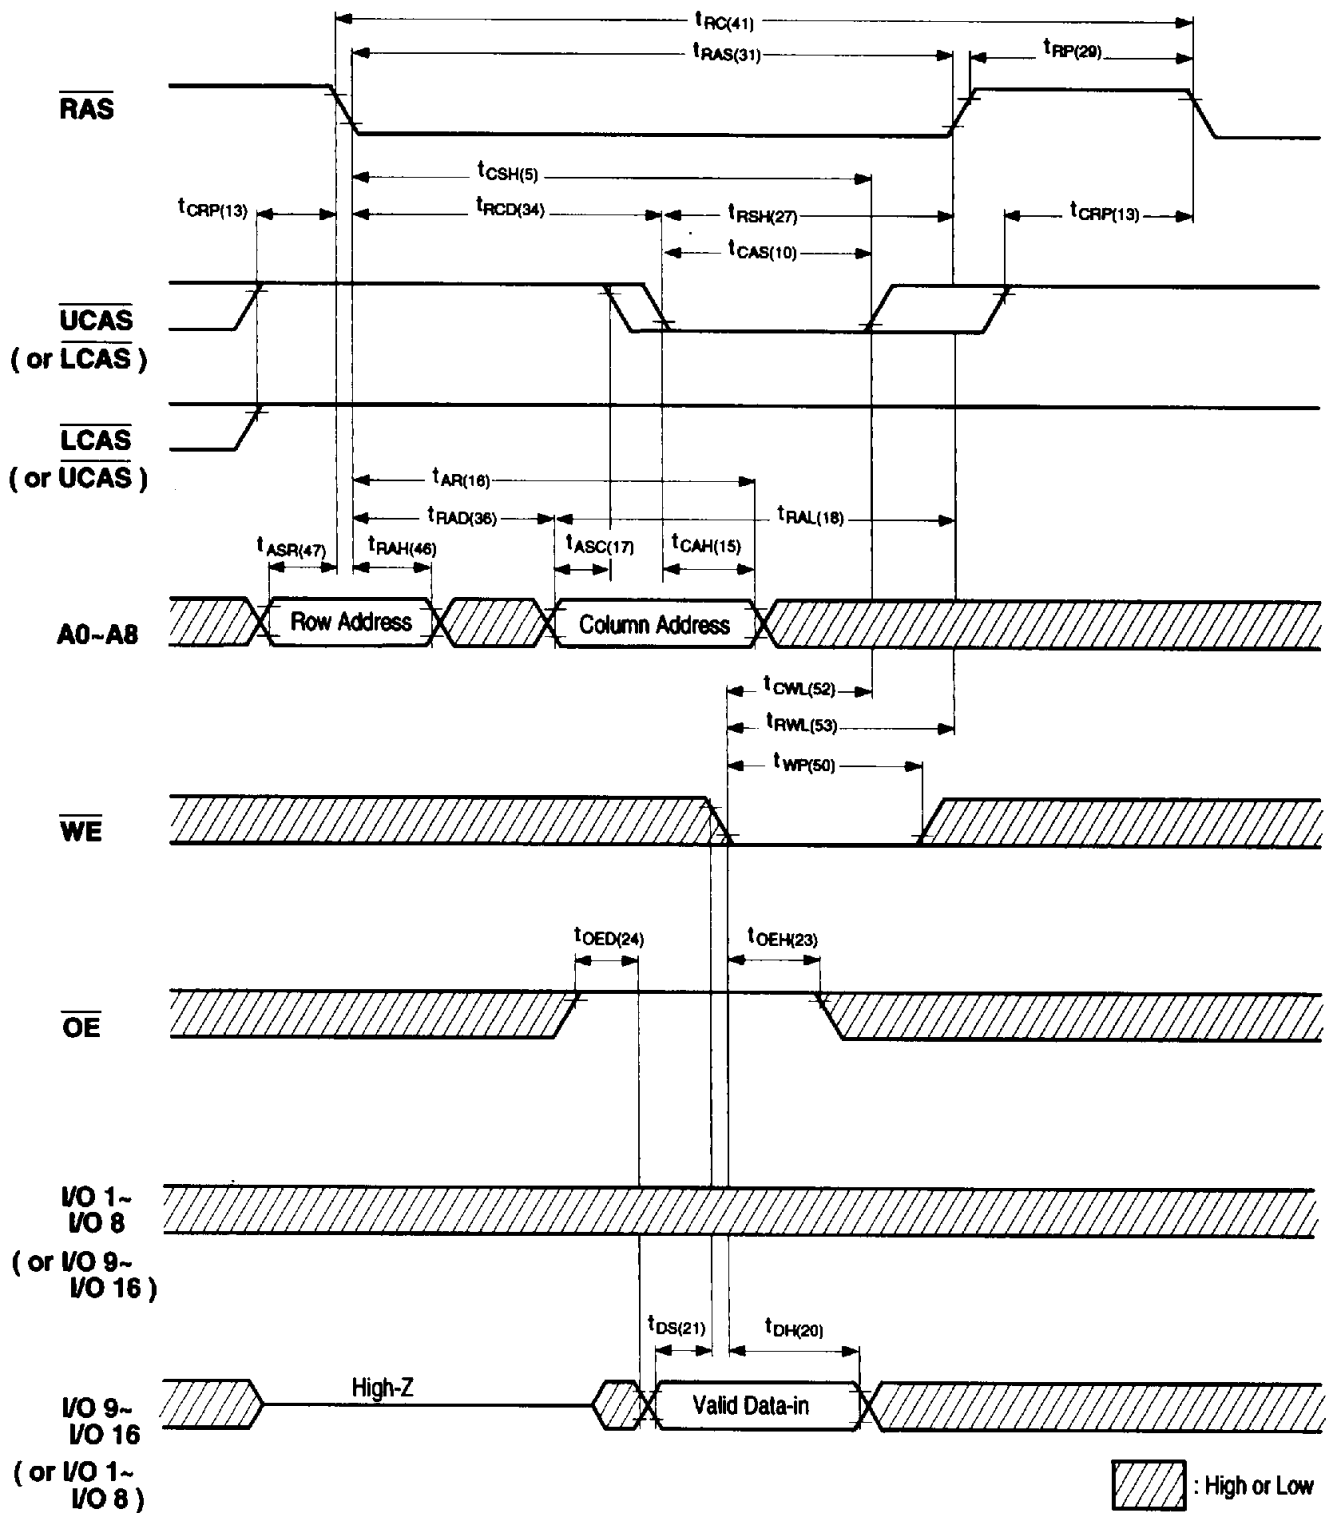 tRC(41)
tRAS(31)
tRP(29)
RAS
tCSH(5)
tCRP(13)
tRCD(34)
tRSH(27)
tCRP(13)
tCAS(10)
UCAS
( or LCAS )
LCAS
( or UCAS )
tAR(16)
tRAD(36)
tRAL(18)
tASR(47)
tRAH(46)
tASC(17)
tCAH(15)
A0~A8
Row Address
Column Address
tCWL(52)
tRWL(53)
tWP(50)
WE
tOED(24)
tOEH(23)
OE
I/O 1~
I/O 8
( or I/O 9~
I/O 16 )
tDS(21)
tDH(20)
High-Z
Valid Data-in
I/O 9~
I/O 16
( or I/O 1~
I/O 8 )
: High or Low